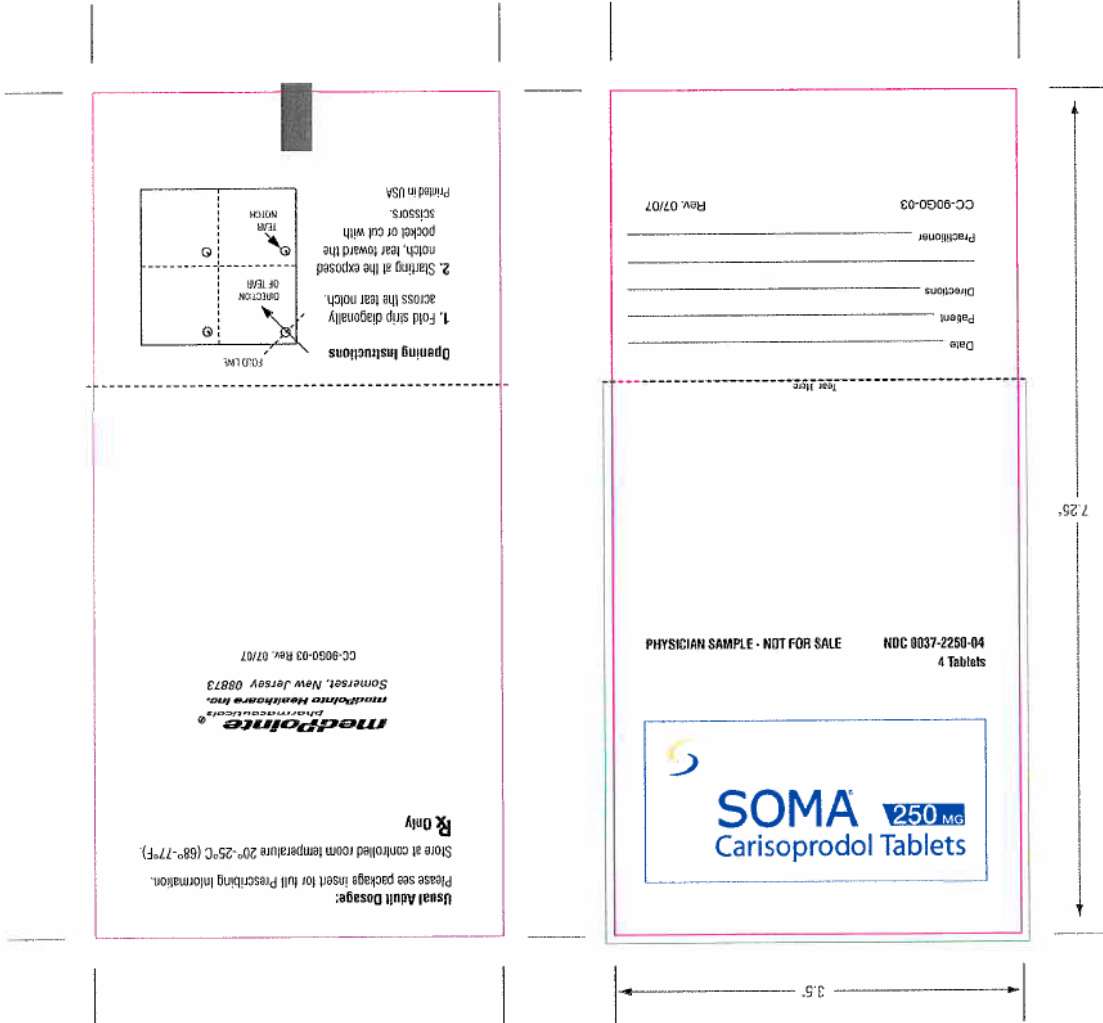 Usual Adult Dosage:
Please see package insert for full Prescribing Information.
Store at controlled room temperature 20°-25°C (68°-77°F).
Rx Only
medPointe®
pharmaceuticals
medPointe Healthcare Inc.
Somerset, New Jersey 08873
CC-90G0-03 Rev. 07/07
Opening Instructions
1. Fold strip diagonally
across the tear notch.
2. Starting at the exposed
notch, tear toward the
pocket or cut with
scissors.
Printed in USA
FOLD LINE
DIRECTION
OF TEAR
TEAR
NOTCH
Tear Here
Date
Patient
Directions
Practitioner
CC-90G0-03 Rev. 07/07
PHYSICIAN SAMPLE - NOT FOR SALE NDC 0037-2250-04
4 Tablets
SOMA® 250 MG
Carisoprodol Tablets
7.25"
3.5"